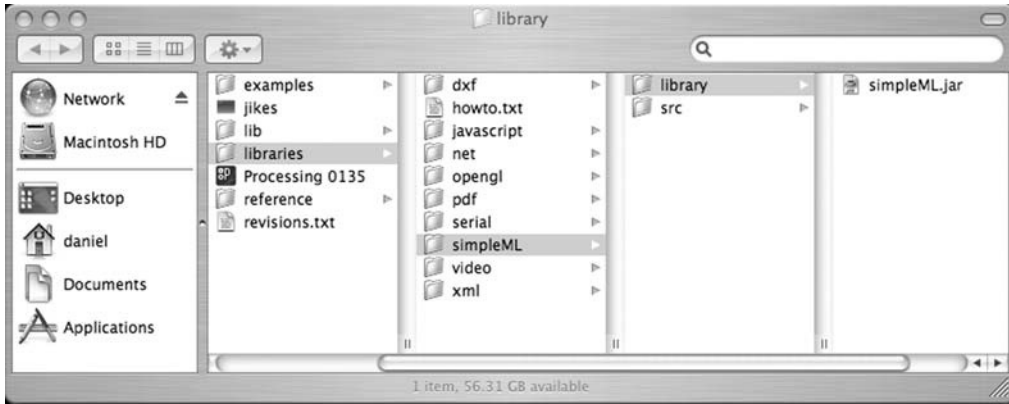 library
Network
Macintosh HD
Desktop
daniel
Documents
Applications
examples
jikes
lib
libraries
Processing 0135
reference
revisions.txt
dxf
howto.txt
javascript
net
opengl
pdf
serial
simpleML
video
xml
library
src
simpleML.jar
1 item, 56.31 GB available